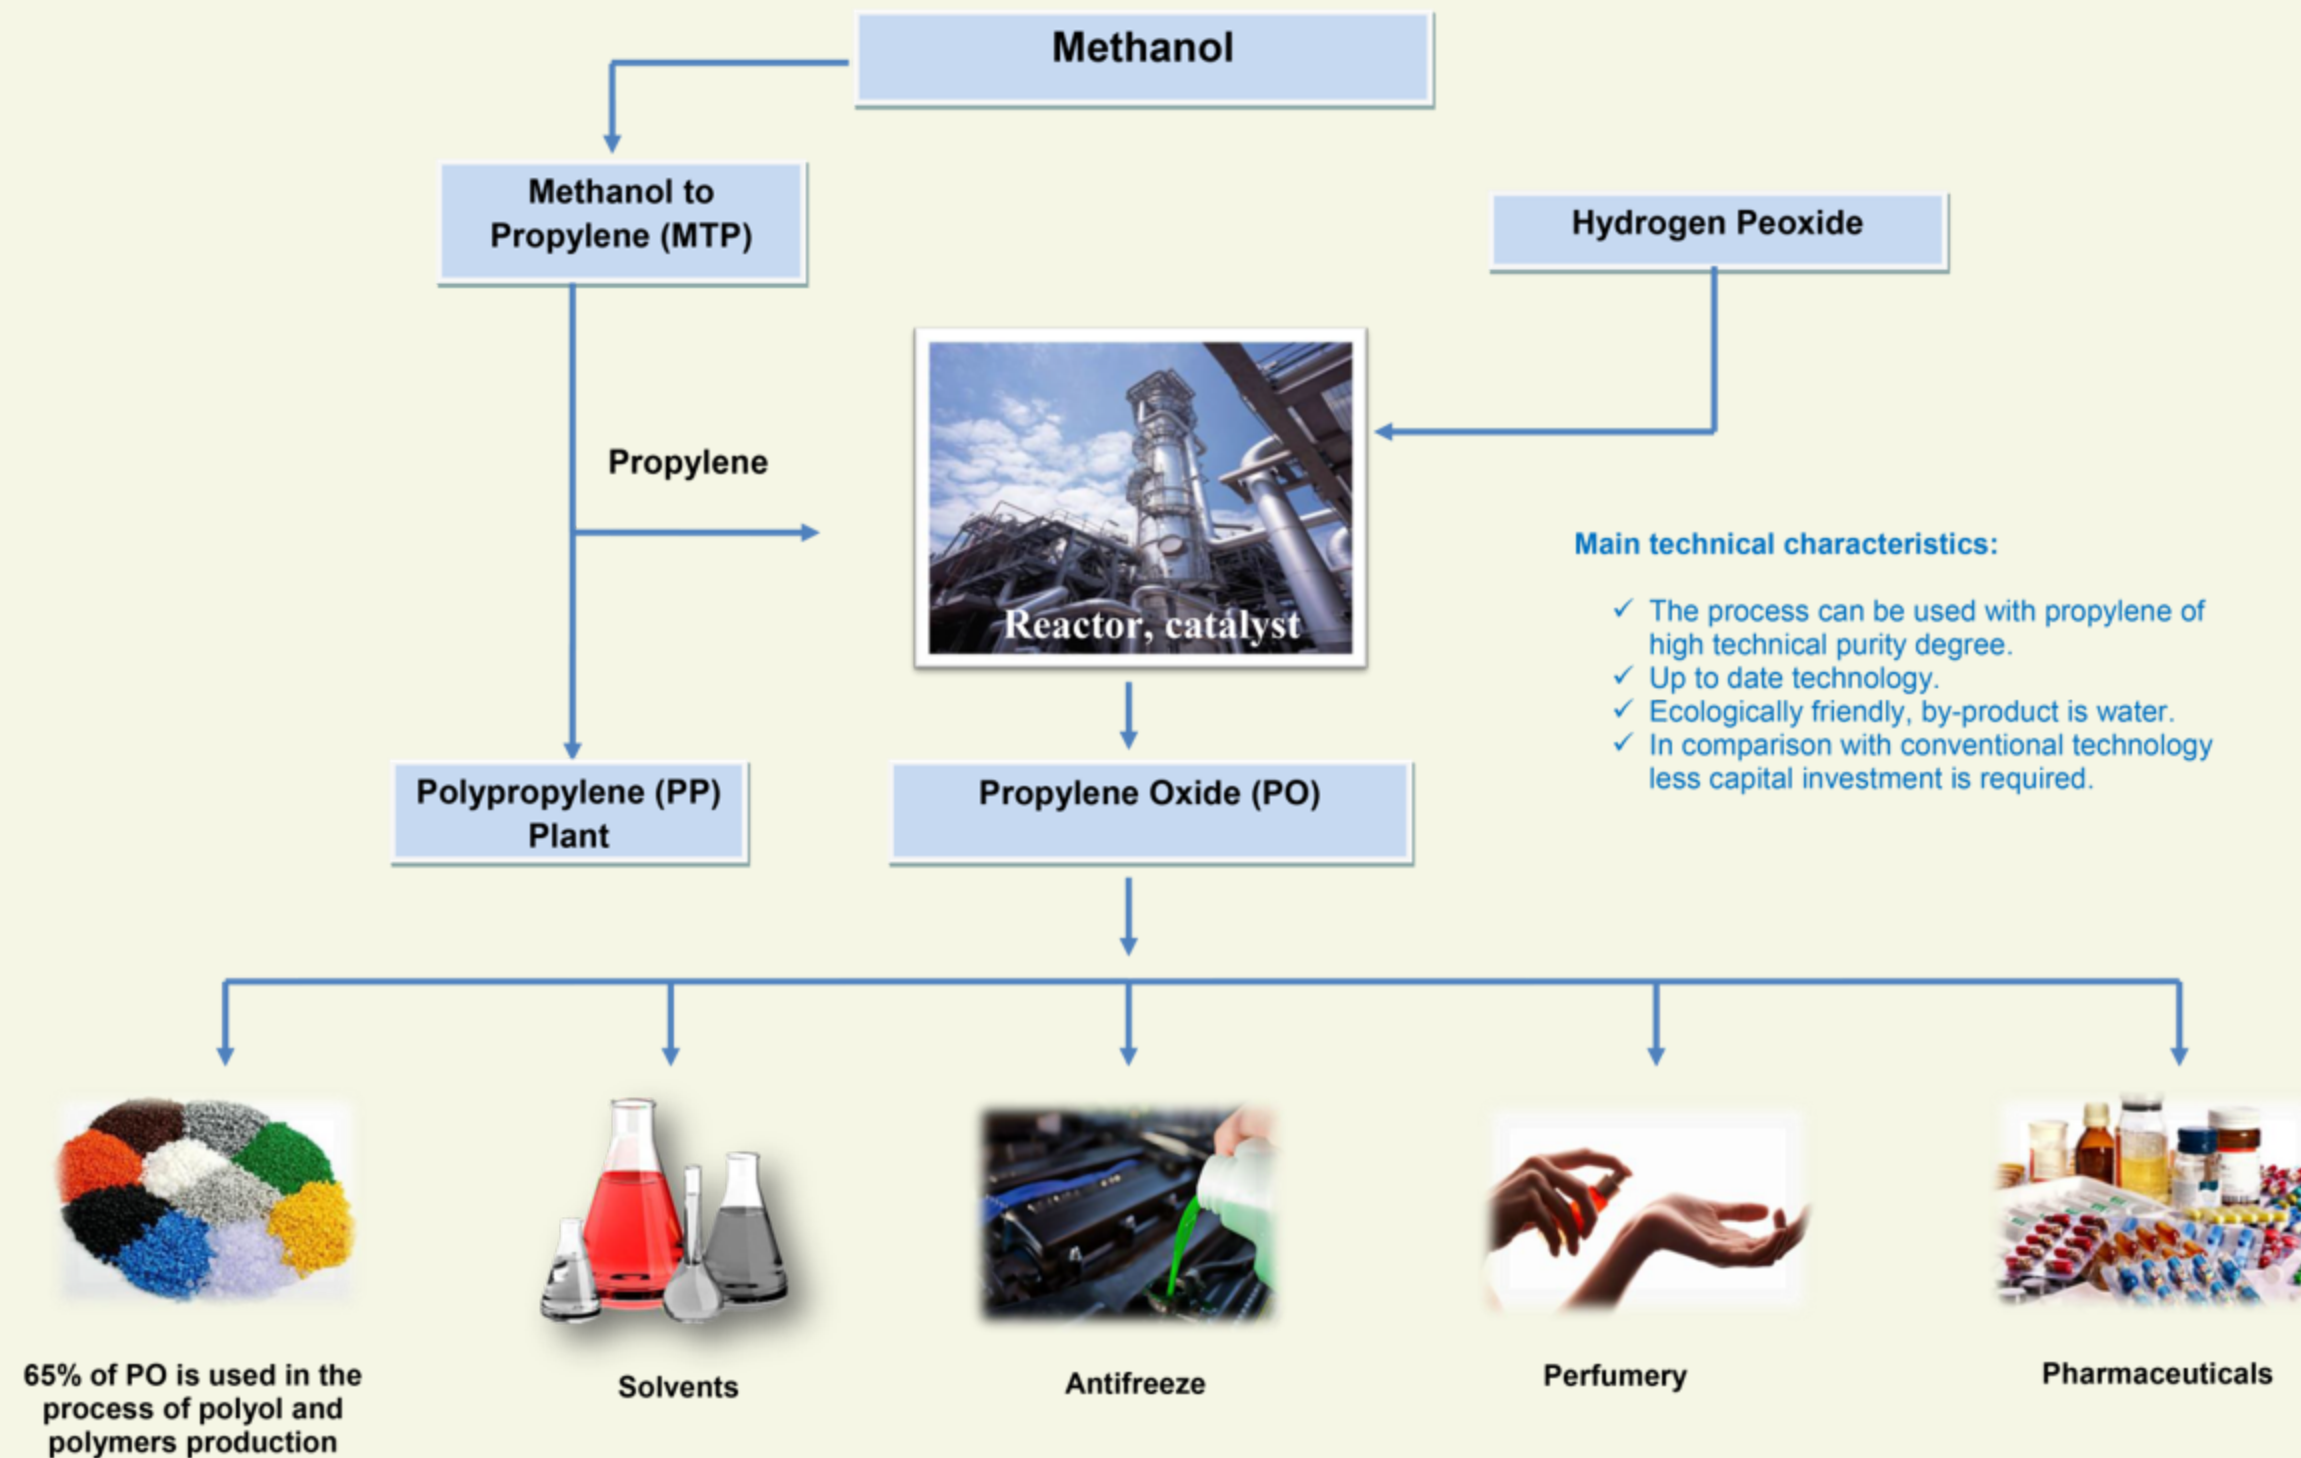 Methanol
Methanol to
Propylene (MTP)
Hydrogen Peoxide
Propylene
Reactor, catalyst
Main technical characteristics:
✓ The process can be used with propylene of
high technical purity degree.
✓ Up to date technology.
✓ Ecologically friendly, by-product is water.
✓ In comparison with conventional technology
less capital investment is required.
Polypropylene (PP)
Plant
Propylene Oxide (PO)
65% of PO is used in the
process of polyol and
polymers production
Solvents
Antifreeze
Perfumery
Pharmaceuticals